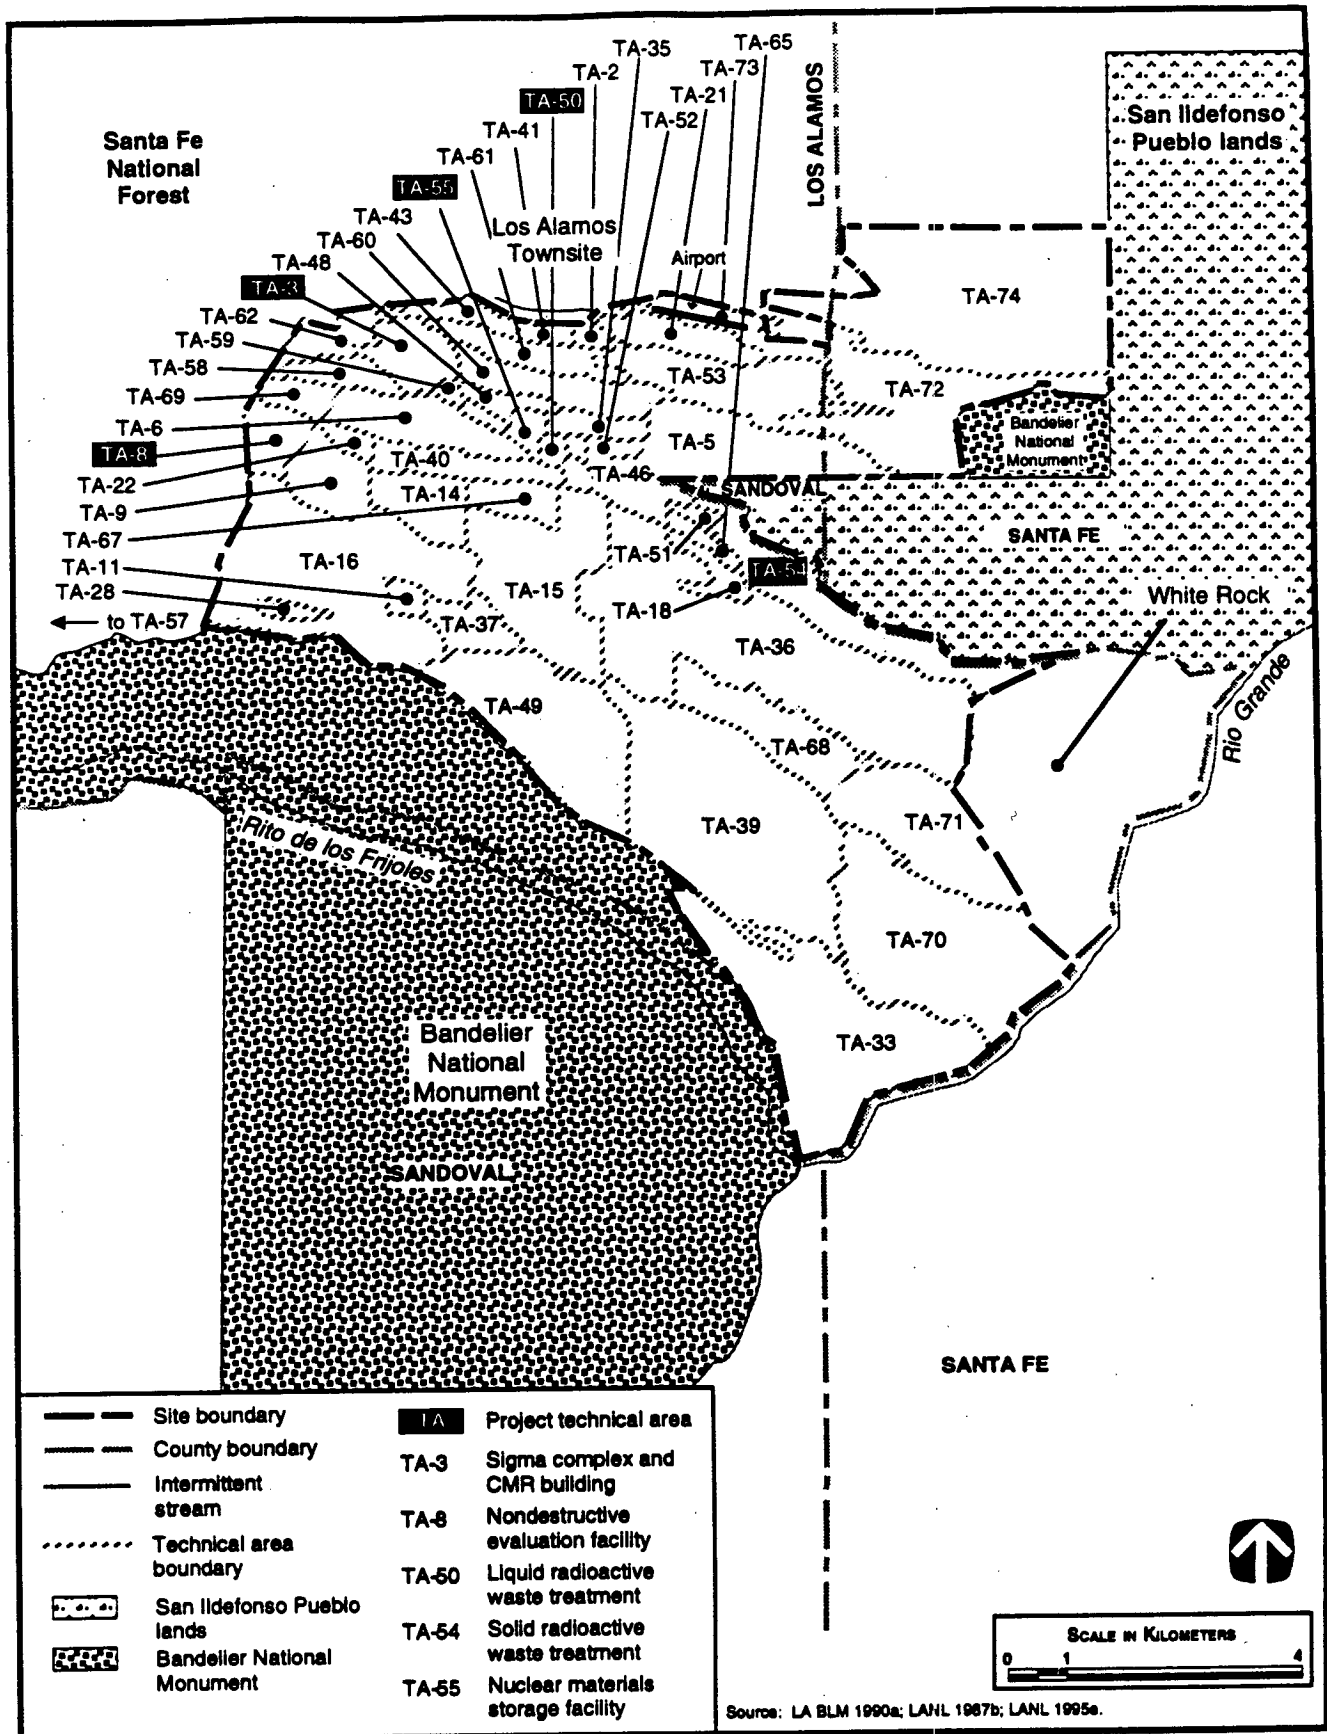 TA-35
TA-65
TA-2
TA-73
TA-50
TA-21
TA-41
TA-52
TA-61
TA-55
LOS ALAMOS
San Ildefonso
Pueblo lands
Santa Fe
National
Forest
TA-43
Los Alamos
Townsite
TA-60
Airport
TA-48
TA-3
TA-74
TA-62
TA-59
TA-58
TA-53
TA-69
TA-72
TA-6
TA-8
TA-5
Bandelier
National
Monument
TA-40
TA-46
TA-22
TA-14
SANDOVAL
TA-9
TA-67
SANTA FE
TA-51
TA-16
TA-11
TA-54
TA-28
TA-15
TA-18
White Rock
to TA-57
TA-37
TA-36
Rio Grande
TA-49
TA-68
TA-39
TA-71
Rito de los Frijoles
TA-70
Bandelier
National
Monument
TA-33
SANDOVAL
SANTA FE
Site boundary
County boundary
Intermittent
stream
Technical area
boundary
San Ildefonso Pueblo
lands
Bandelier National
Monument
TA Project technical area
TA-3 Sigma complex and
CMR building
TA-8 Nondestructive
evaluation facility
TA-50 Liquid radioactive
waste treatment
TA-54 Solid radioactive
waste treatment
TA-55 Nuclear materials
storage facility
SCALE IN KILOMETERS
0 1 4
Source: LA BLM 1990a; LANL 1987b; LANL 1995e.